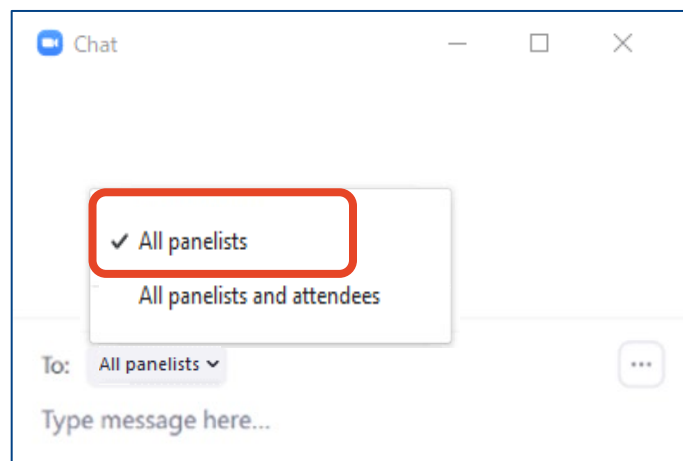 Chat
All panelists
All panelists and attendees
To: All panelists
Type message here...